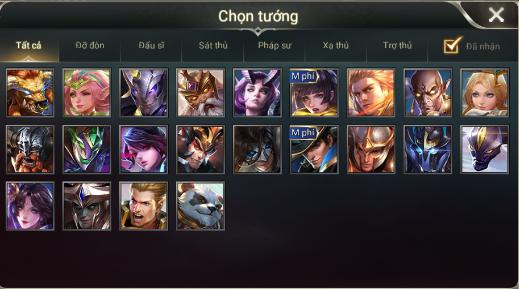 Chọn tướng
Tất cả Đỡ đòn Đấu sĩ Sát thủ Pháp sư Xạ thủ Trợ thủ Đã nhận
M phí
M phí